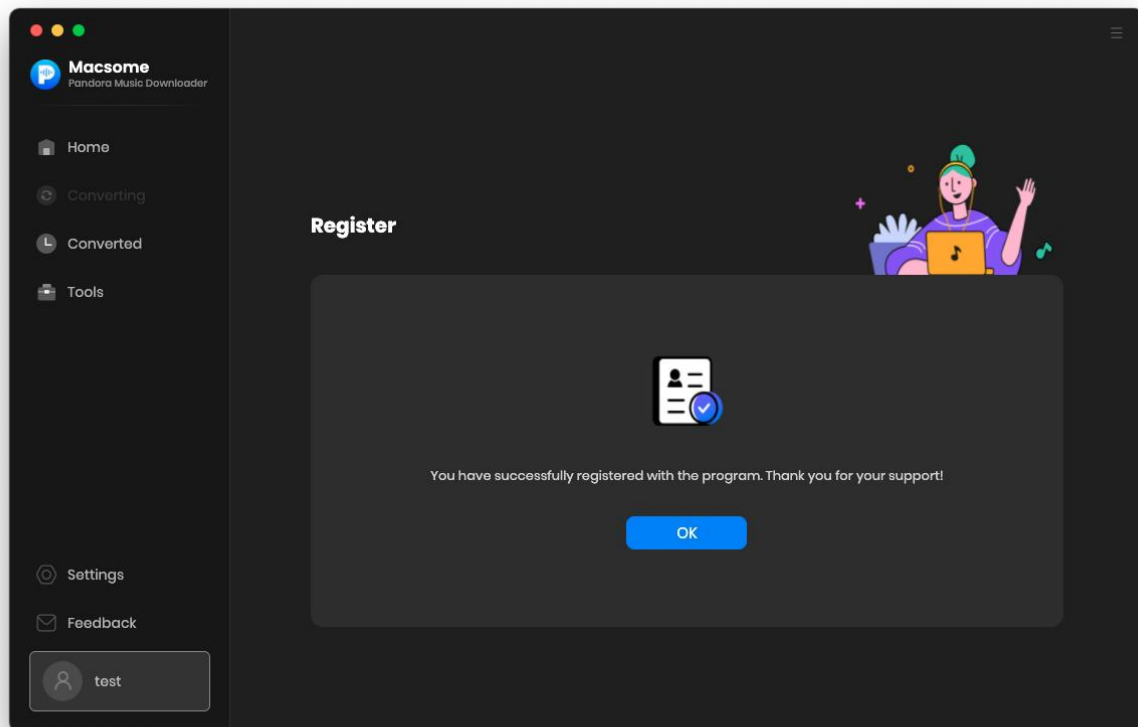 Macsome
Pandora Music Downloader
Home
Converting
Converted
Tools
Register
You have successfully registered with the program. Thank you for your support!
OK
Settings
Feedback
test